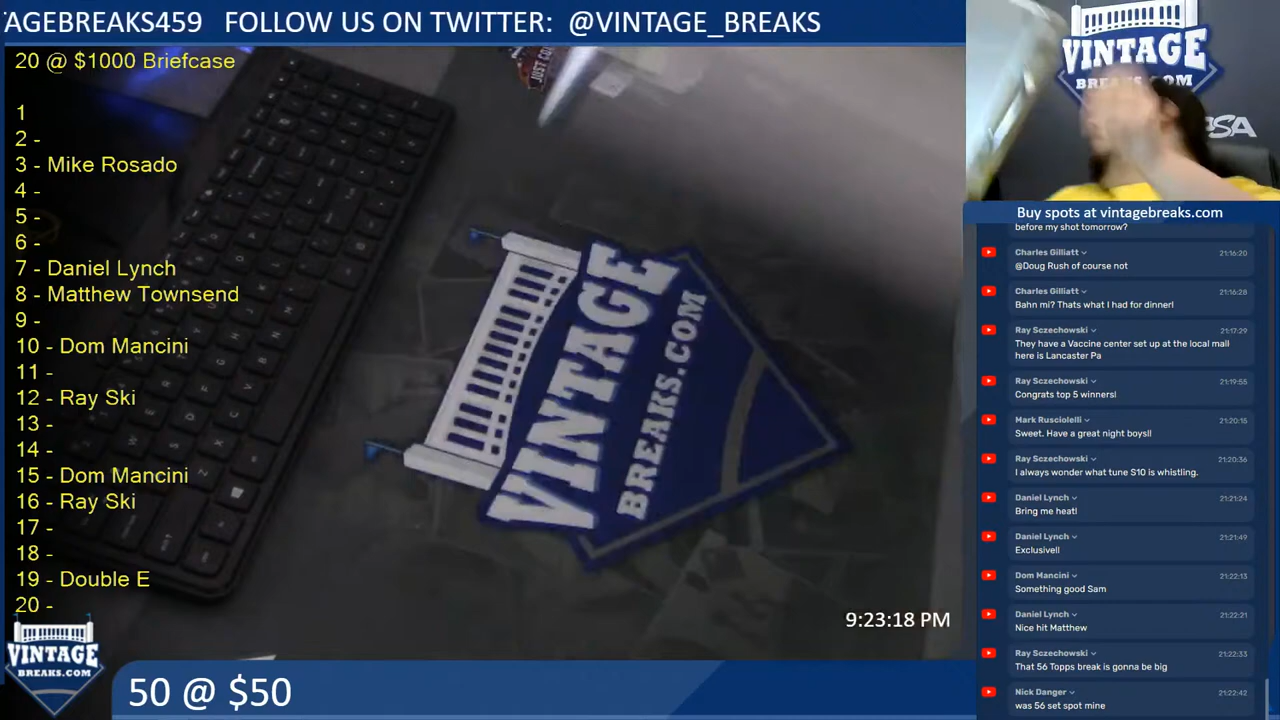 TAGEBREAKS459 FOLLOW US ON TWITTER: @VINTAGE_BREAKS
20 @ $1000 Briefcase
1
2 -
3 - Mike Rosado
4 -
5 -
6 -
7 - Daniel Lynch
8 - Matthew Townsend
9 -
10 - Dom Mancini
11 -
12 - Ray Ski
13 -
14 -
15 - Dom Mancini
16 - Ray Ski
17 -
18 -
19 - Double E
20 -
JUST
VINTAGE
BREAKS.COM
9:23:18 PM
VINTAGE
BREAKS.COM
50 @ $50
VINTAGE
BREAKS.COM
PSA
Buy spots at vintagebreaks.com
before my shot tomorrow?
Charles Gilliatt 21:16:20
@Doug Rush of course not
Charles Gilliatt 21:16:28
Bahn mi? Thats what I had for dinner!
Ray Sczechowski 21:17:29
They have a Vaccine center set up at the local mall
here is Lancaster Pa
Ray Sczechowski 21:19:55
Congrats top 5 winners!
Mark Rusciolelli 21:20:15
Sweet. Have a great night boys!!
Ray Sczechowski 21:20:36
I always wonder what tune S10 is whistling.
Daniel Lynch 21:21:24
Bring me heat!
Daniel Lynch 21:21:49
Exclusive!!
Dom Mancini 21:22:13
Something good Sam
Daniel Lynch 21:22:21
Nice hit Matthew
Ray Sczechowski 21:22:33
That 56 Topps break is gonna be big
Nick Danger 21:22:42
was 56 set spot mine